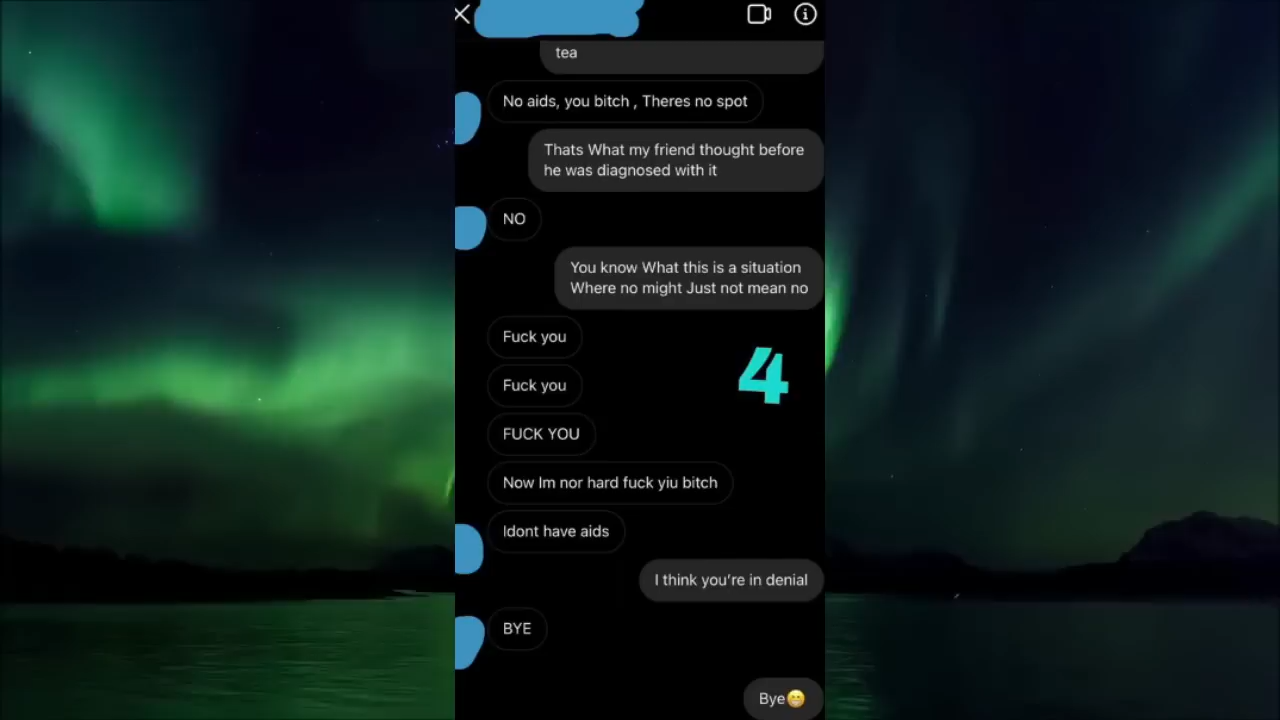 tea
No aids, you bitch , Theres no spot
Thats What my friend thought before
he was diagnosed with it
NO
You know What this is a situation
Where no might Just not mean no
Fuck you
Fuck you
4
FUCK YOU
Now Im nor hard fuck yiu bitch
Idont have aids
I think you're in denial
BYE
Bye😁